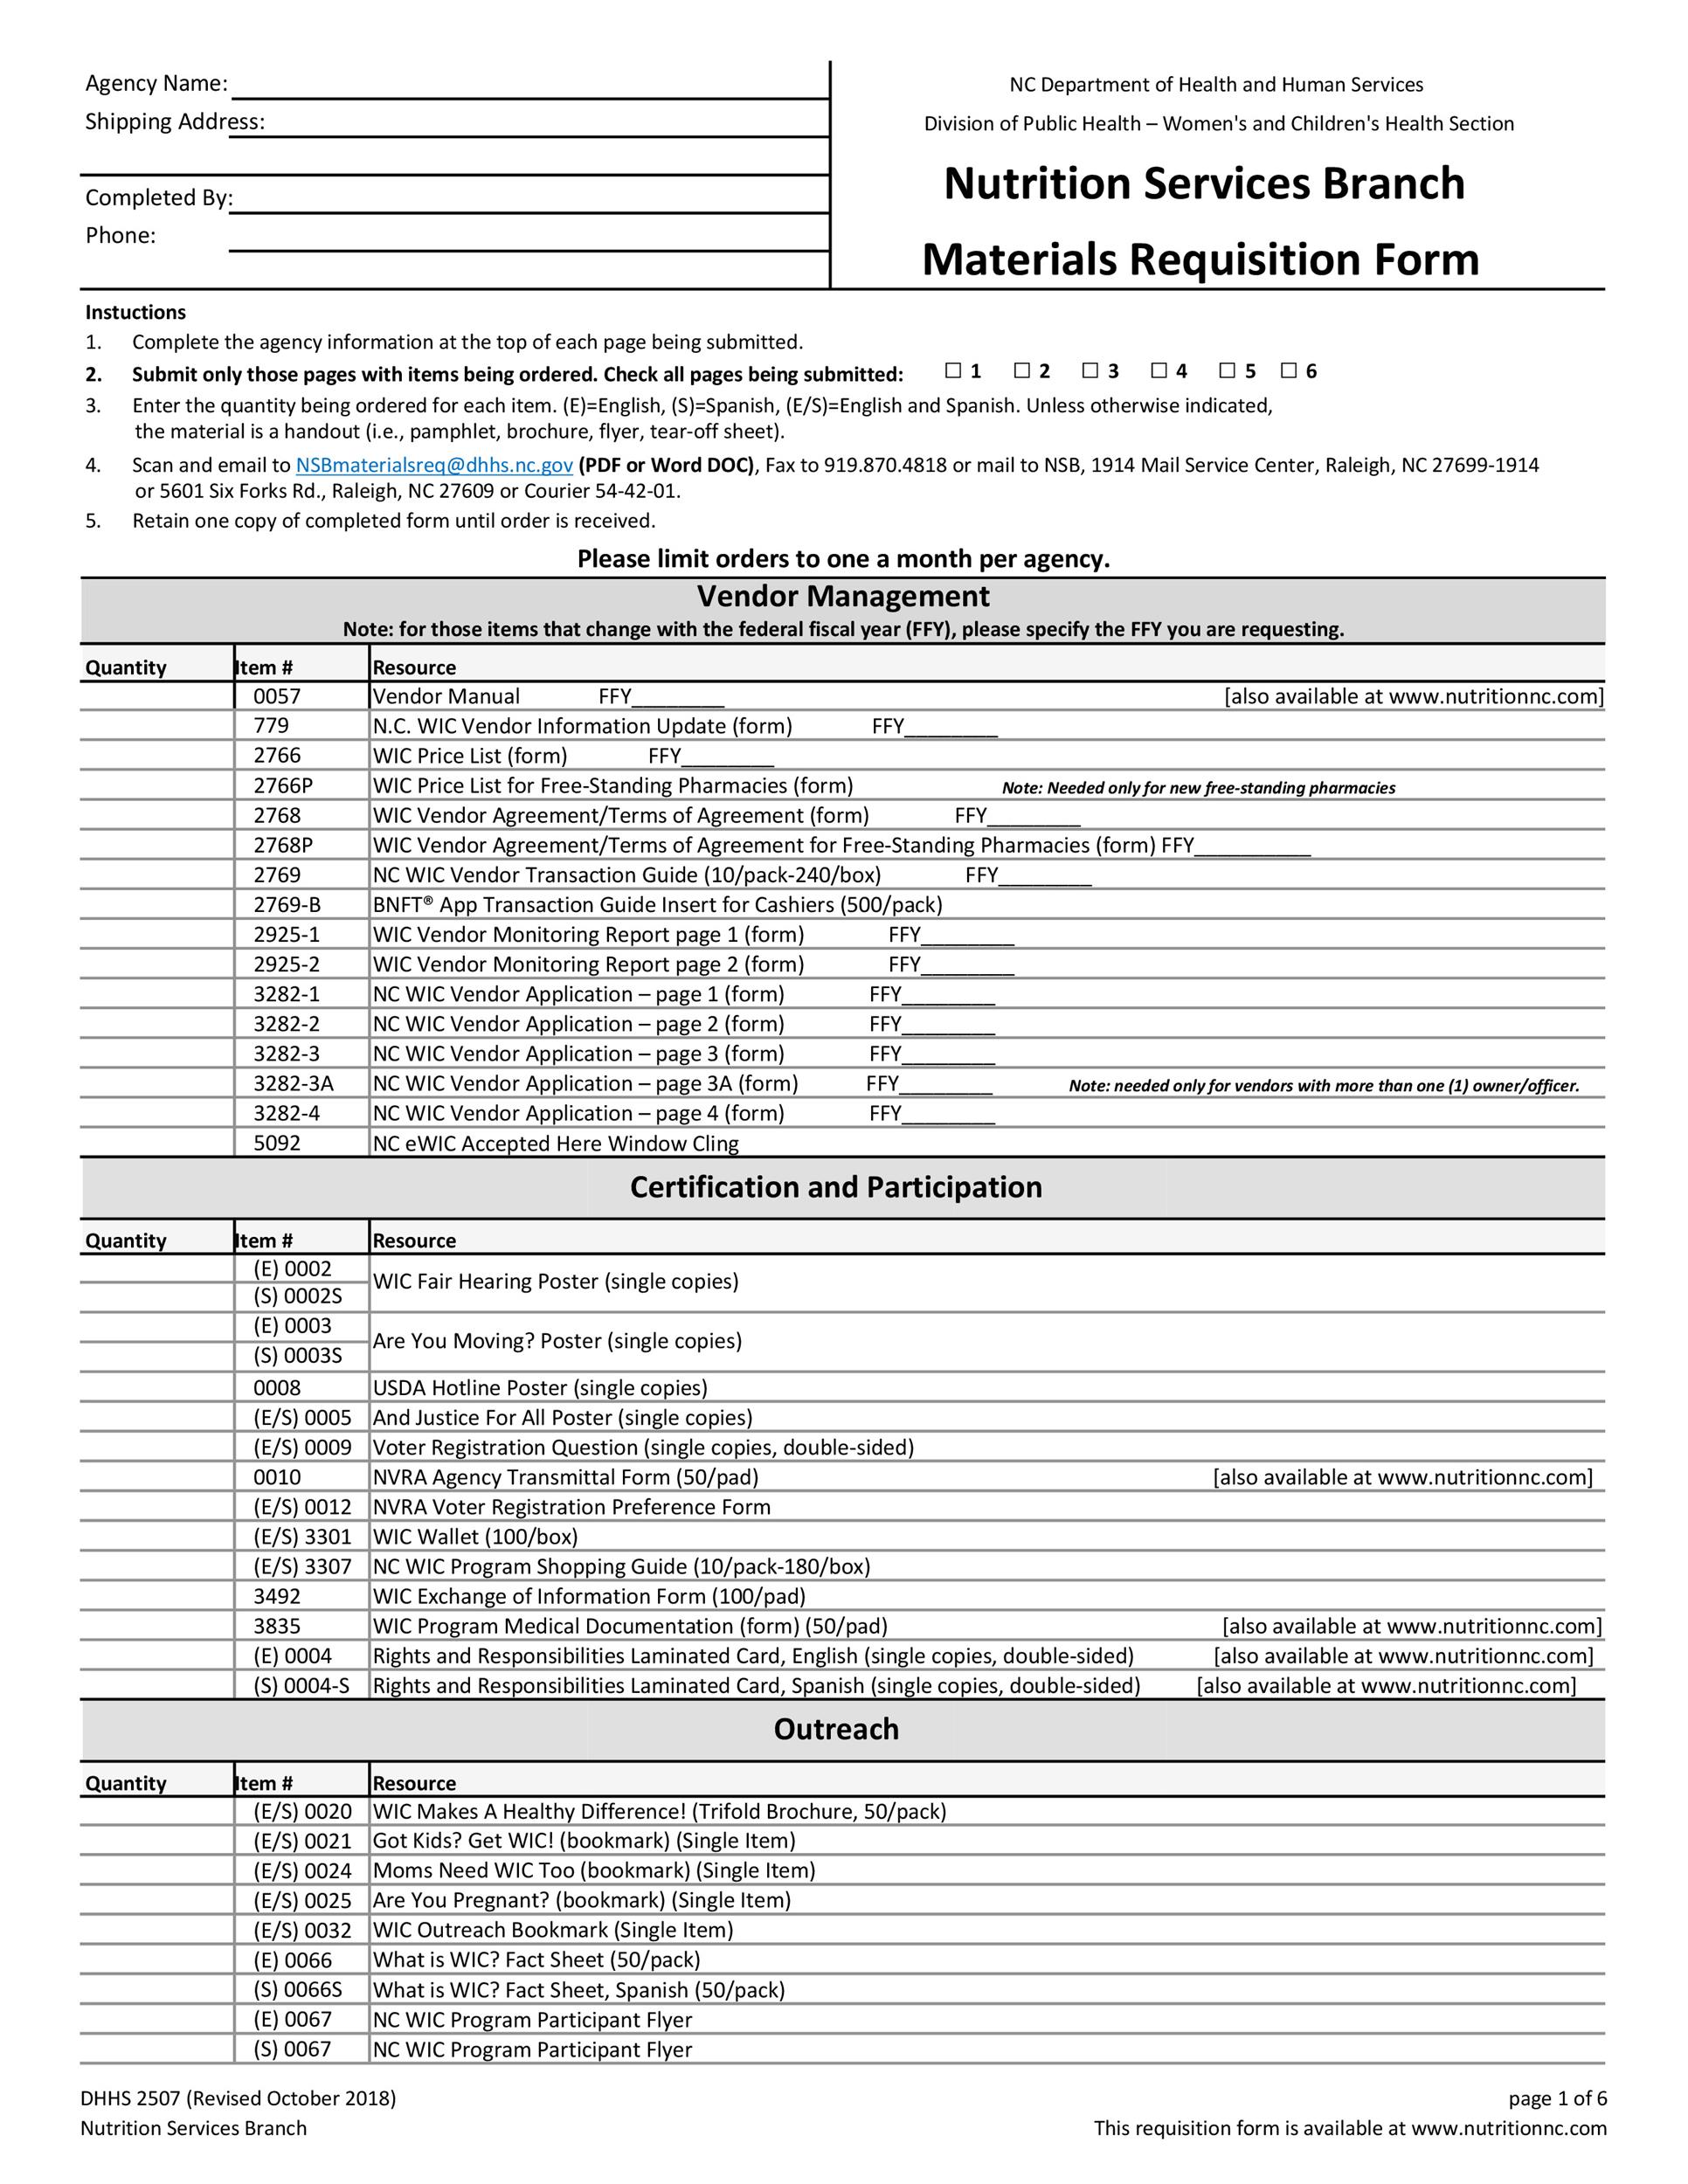 Agency Name:
Shipping Address:
Completed By:
Phone:
NC Department of Health and Human Services
Division of Public Health – Women's and Children's Health Section
Nutrition Services Branch
Materials Requisition Form
Instuctions
1. Complete the agency information at the top of each page being submitted.
2. Submit only those pages with items being ordered. Check all pages being submitted: ☐ 1 ☐ 2 ☐ 3 ☐ 4 ☐ 5 ☐ 6
3. Enter the quantity being ordered for each item. (E)=English, (S)=Spanish, (E/S)=English and Spanish. Unless otherwise indicated,
the material is a handout (i.e., pamphlet, brochure, flyer, tear-off sheet).
4. Scan and email to NSBmaterialsreq@dhhs.nc.gov (PDF or Word DOC), Fax to 919.870.4818 or mail to NSB, 1914 Mail Service Center, Raleigh, NC 27699-1914
or 5601 Six Forks Rd., Raleigh, NC 27609 or Courier 54-42-01.
5. Retain one copy of completed form until order is received.
Please limit orders to one a month per agency.
Vendor Management
Note: for those items that change with the federal fiscal year (FFY), please specify the FFY you are requesting.
Quantity Item # Resource
0057 Vendor Manual FFY________ [also available at www.nutritionnc.com]
779 N.C. WIC Vendor Information Update (form) FFY________
2766 WIC Price List (form) FFY________
2766P WIC Price List for Free-Standing Pharmacies (form) Note: Needed only for new free-standing pharmacies
2768 WIC Vendor Agreement/Terms of Agreement (form) FFY________
2768P WIC Vendor Agreement/Terms of Agreement for Free-Standing Pharmacies (form) FFY__________
2769 NC WIC Vendor Transaction Guide (10/pack-240/box) FFY________
2769-B BNFT® App Transaction Guide Insert for Cashiers (500/pack)
2925-1 WIC Vendor Monitoring Report page 1 (form) FFY________
2925-2 WIC Vendor Monitoring Report page 2 (form) FFY________
3282-1 NC WIC Vendor Application – page 1 (form) FFY________
3282-2 NC WIC Vendor Application – page 2 (form) FFY________
3282-3 NC WIC Vendor Application – page 3 (form) FFY________
3282-3A NC WIC Vendor Application – page 3A (form) FFY________ Note: needed only for vendors with more than one (1) owner/officer.
3282-4 NC WIC Vendor Application – page 4 (form) FFY________
5092 NC eWIC Accepted Here Window Cling
Certification and Participation
Quantity Item # Resource
(E) 0002
WIC Fair Hearing Poster (single copies)
(S) 0002S
(E) 0003
Are You Moving? Poster (single copies)
(S) 0003S
0008 USDA Hotline Poster (single copies)
(E/S) 0005 And Justice For All Poster (single copies)
(E/S) 0009 Voter Registration Question (single copies, double-sided)
0010 NVRA Agency Transmittal Form (50/pad) [also available at www.nutritionnc.com]
(E/S) 0012 NVRA Voter Registration Preference Form
(E/S) 3301 WIC Wallet (100/box)
(E/S) 3307 NC WIC Program Shopping Guide (10/pack-180/box)
3492 WIC Exchange of Information Form (100/pad)
3835 WIC Program Medical Documentation (form) (50/pad) [also available at www.nutritionnc.com]
(E) 0004 Rights and Responsibilities Laminated Card, English (single copies, double-sided) [also available at www.nutritionnc.com]
(S) 0004-S Rights and Responsibilities Laminated Card, Spanish (single copies, double-sided) [also available at www.nutritionnc.com]
Outreach
Quantity Item # Resource
(E/S) 0020 WIC Makes A Healthy Difference! (Trifold Brochure, 50/pack)
(E/S) 0021 Got Kids? Get WIC! (bookmark) (Single Item)
(E/S) 0024 Moms Need WIC Too (bookmark) (Single Item)
(E/S) 0025 Are You Pregnant? (bookmark) (Single Item)
(E/S) 0032 WIC Outreach Bookmark (Single Item)
(E) 0066 What is WIC? Fact Sheet (50/pack)
(S) 0066S What is WIC? Fact Sheet, Spanish (50/pack)
(E) 0067 NC WIC Program Participant Flyer
(S) 0067 NC WIC Program Participant Flyer
DHHS 2507 (Revised October 2018) page 1 of 6
Nutrition Services Branch This requisition form is available at www.nutritionnc.com